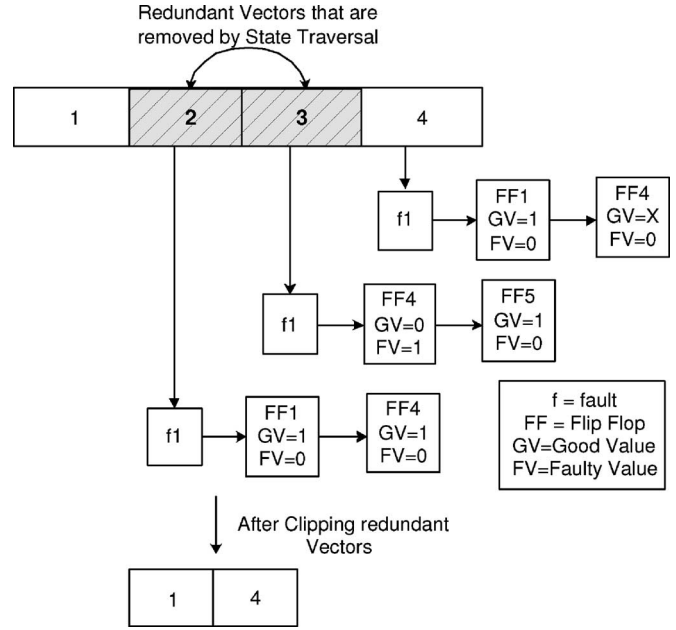 Redundant Vectors that are
removed by State Traversal
1
2
3
4
f1
FF1
GV=1
FV=0
FF4
GV=X
FV=0
f1
FF4
GV=0
FV=1
FF5
GV=1
FV=0
f1
FF1
GV=1
FV=0
FF4
GV=1
FV=0
f = fault
FF = Flip Flop
GV=Good Value
FV=Faulty Value
After Clipping redundant
Vectors
1
4